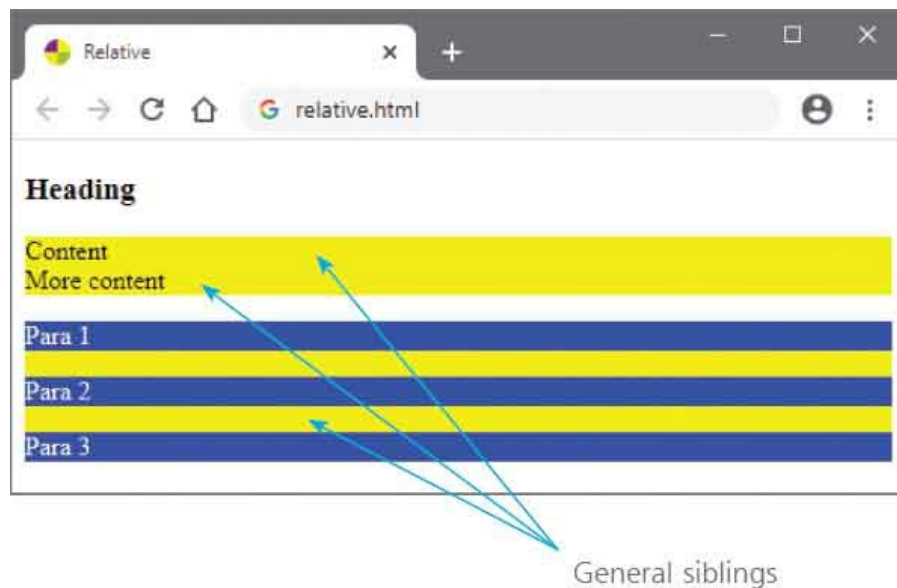 Relative
relative.html
Heading
Content
More content
Para 1
Para 2
Para 3
General siblings